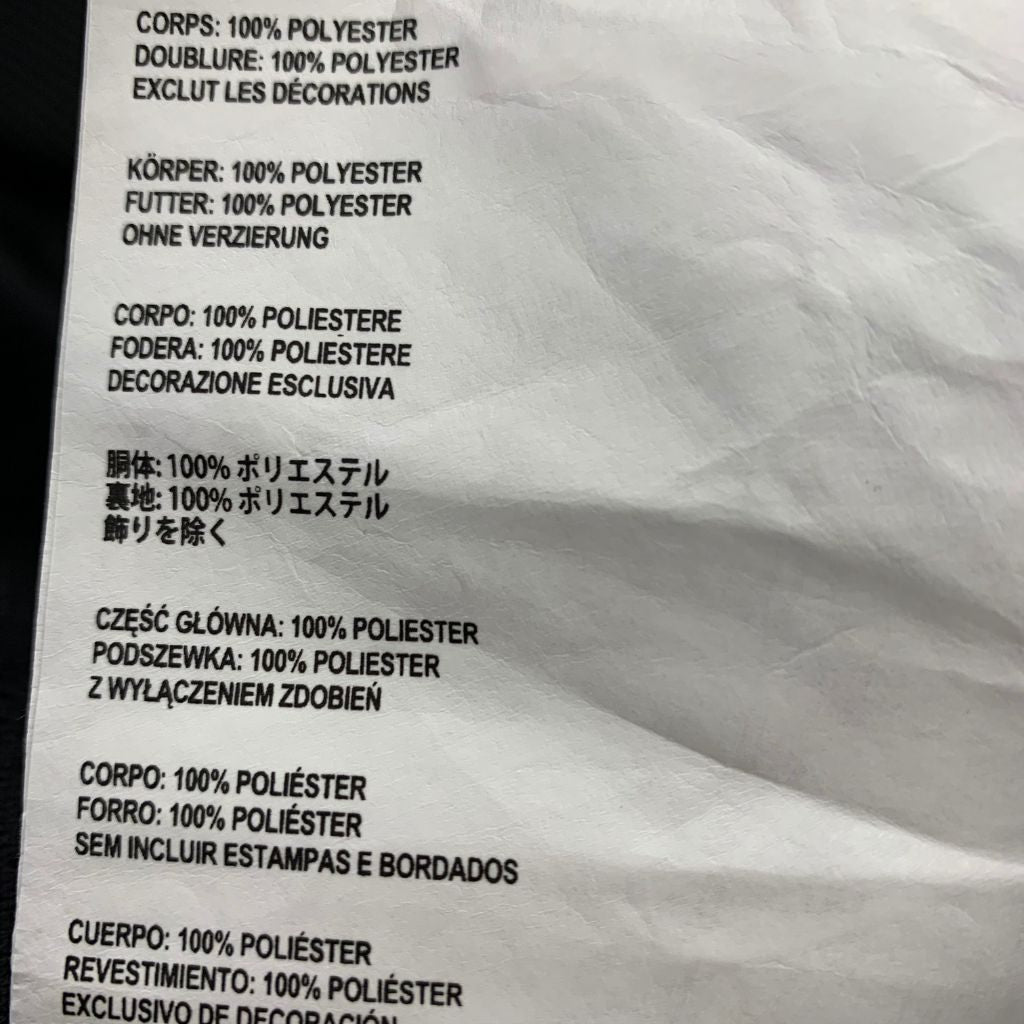 CORPS: 100% POLYESTER
DOUBLURE: 100% POLYESTER
EXCLUT LES DÉCORATIONS
KÖRPER: 100% POLYESTER
FUTTER: 100% POLYESTER
OHNE VERZIERUNG
CORPO: 100% POLIESTERE
FODERA: 100% POLIESTERE
DECORAZIONE ESCLUSIVA
胴体: 100% ポリエステル
裏地: 100% ポリエステル
飾りを除く
CZĘŚĆ GŁÓWNA: 100% POLIESTER
PODSZEWKA: 100% POLIESTER
Z WYŁĄCZENIEM ZDOBIEŃ
CORPO: 100% POLIÉSTER
FORRO: 100% POLIÉSTER
SEM INCLUIR ESTAMPAS E BORDADOS
CUERPO: 100% POLIÉSTER
REVESTIMIENTO: 100% POLIÉSTER
EXCLUSIVO DE DECORACIÓN